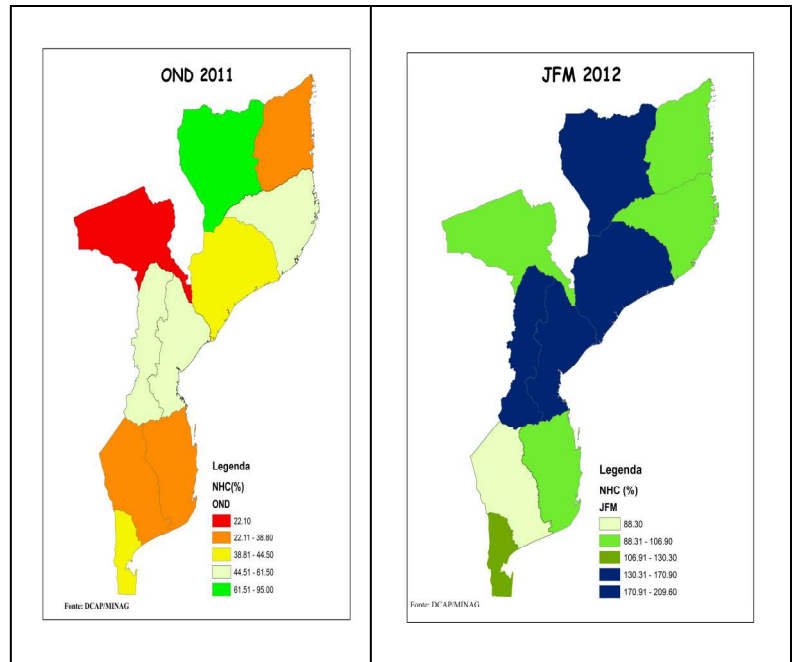 OND 2011
Legenda
NHC(%)
OND
22.10
22.11 - 38.80
38.81 - 44.50
44.51 - 61.50
61.51 - 95.00
Fonte: DCAP/MINAG
JFM 2012
Legenda
NHC (%)
JFM
88.30
88.31 - 106.90
106.91 - 130.30
130.31 - 170.90
170.91 - 209.60
Fonte: DCAP/MINAG